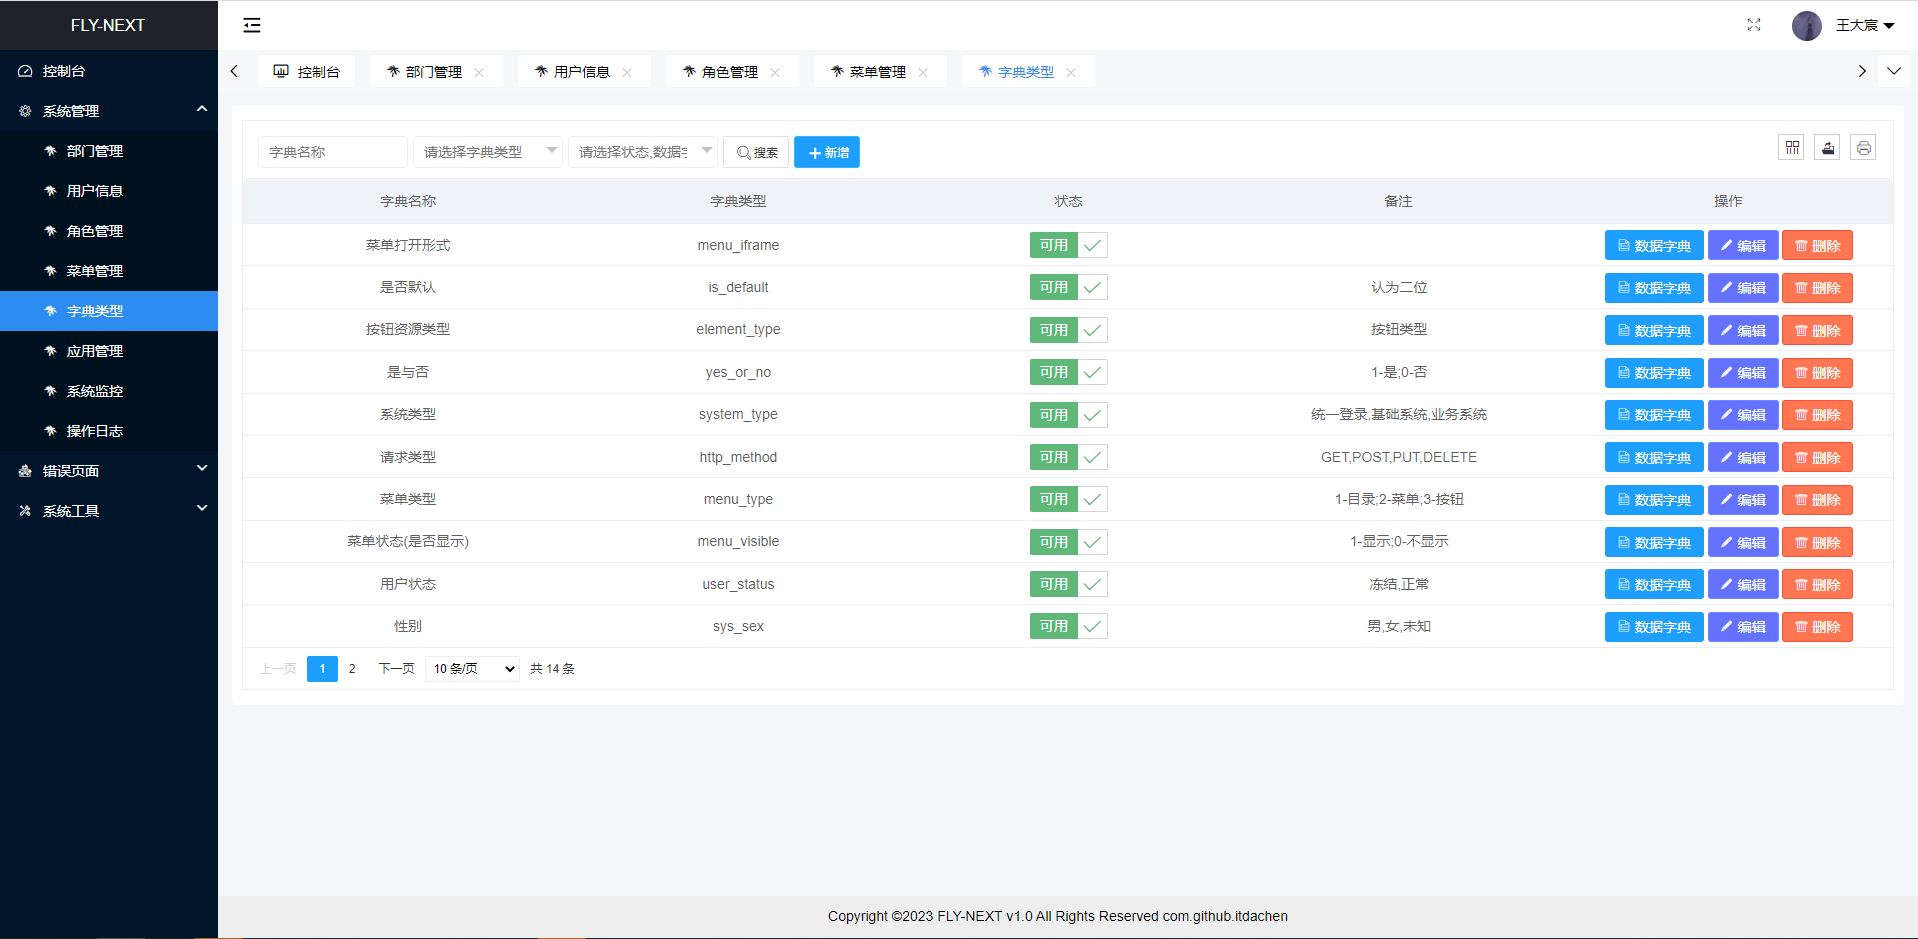 FLY-NEXT
王大宸
控制台
系统管理
部门管理
用户信息
角色管理
菜单管理
字典类型
应用管理
系统监控
操作日志
错误页面
系统工具
控制台 部门管理 用户信息 角色管理 菜单管理 字典类型
字典名称 请选择字典类型 请选择状态,数据字 搜索 新增
字典名称 字典类型 状态 备注 操作
菜单打开形式 menu_iframe 可用 数据字典 编辑 删除
是否默认 is_default 可用 认为二位 数据字典 编辑 删除
按钮资源类型 element_type 可用 按钮类型 数据字典 编辑 删除
是与否 yes_or_no 可用 1-是;0-否 数据字典 编辑 删除
系统类型 system_type 可用 统一登录,基础系统,业务系统 数据字典 编辑 删除
请求类型 http_method 可用 GET,POST,PUT,DELETE 数据字典 编辑 删除
菜单类型 menu_type 可用 1-目录;2-菜单;3-按钮 数据字典 编辑 删除
菜单状态(是否显示) menu_visible 可用 1-显示;0-不显示 数据字典 编辑 删除
用户状态 user_status 可用 冻结,正常 数据字典 编辑 删除
性别 sys_sex 可用 男,女,未知 数据字典 编辑 删除
上一页 1 2 下一页 10 条/页 共 14 条
Copyright ©2023 FLY-NEXT v1.0 All Rights Reserved com.github.itdachen